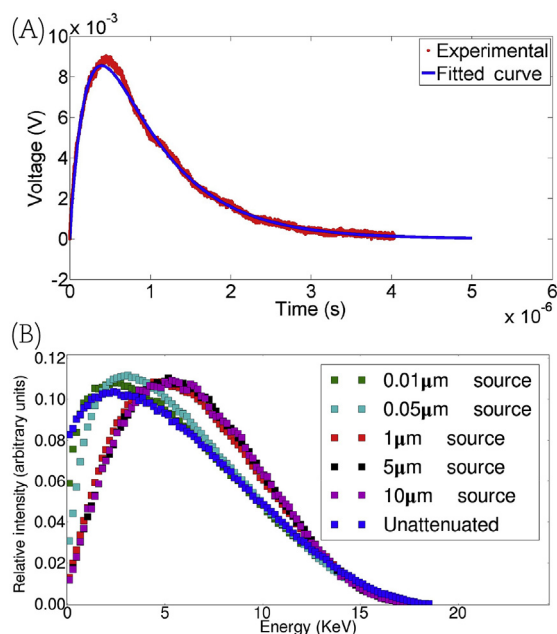 (A)
× 10⁻³
10
8
6
4
2
0
-2
Voltage (V)
Experimental
Fitted curve
0 1 2 3 4 5 6
Time (s)
× 10⁻⁶
(B)
0.12
0.10
0.08
0.06
0.04
0.02
0.00
Relative intensity (arbitrary units)
0.01μm source
0.05μm source
1μm source
5μm source
10μm source
Unattenuated
0 5 10 15 20
Energy (KeV)